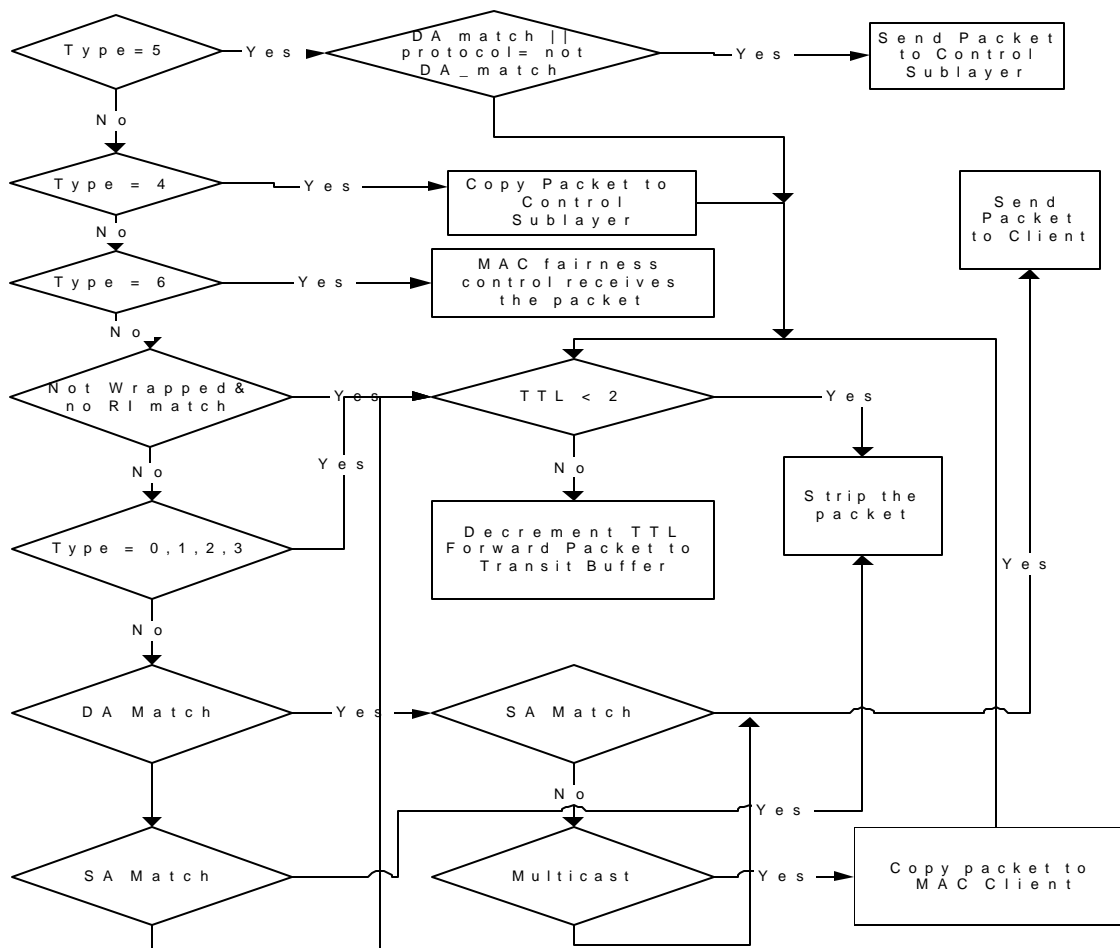 Type=5
Yes
DA match ||
protocol= not
DA_match
Yes
Send Packet
to Control
Sublayer
No
Type = 4
Yes
Copy Packet to
Control
Sublayer
Send
Packet
to Client
No
Type = 6
Yes
MAC fairness
control receives
the packet
No
Not Wrapped&
no RI match
Yes
TTL < 2
Yes
Yes
No
No
Strip the
packet
Type = 0,1,2,3
Decrement TTL
Forward Packet to
Transit Buffer
Yes
No
DA Match
Yes
SA Match
No
Yes
SA Match
Multicast
Yes
Copy packet to
MAC Client